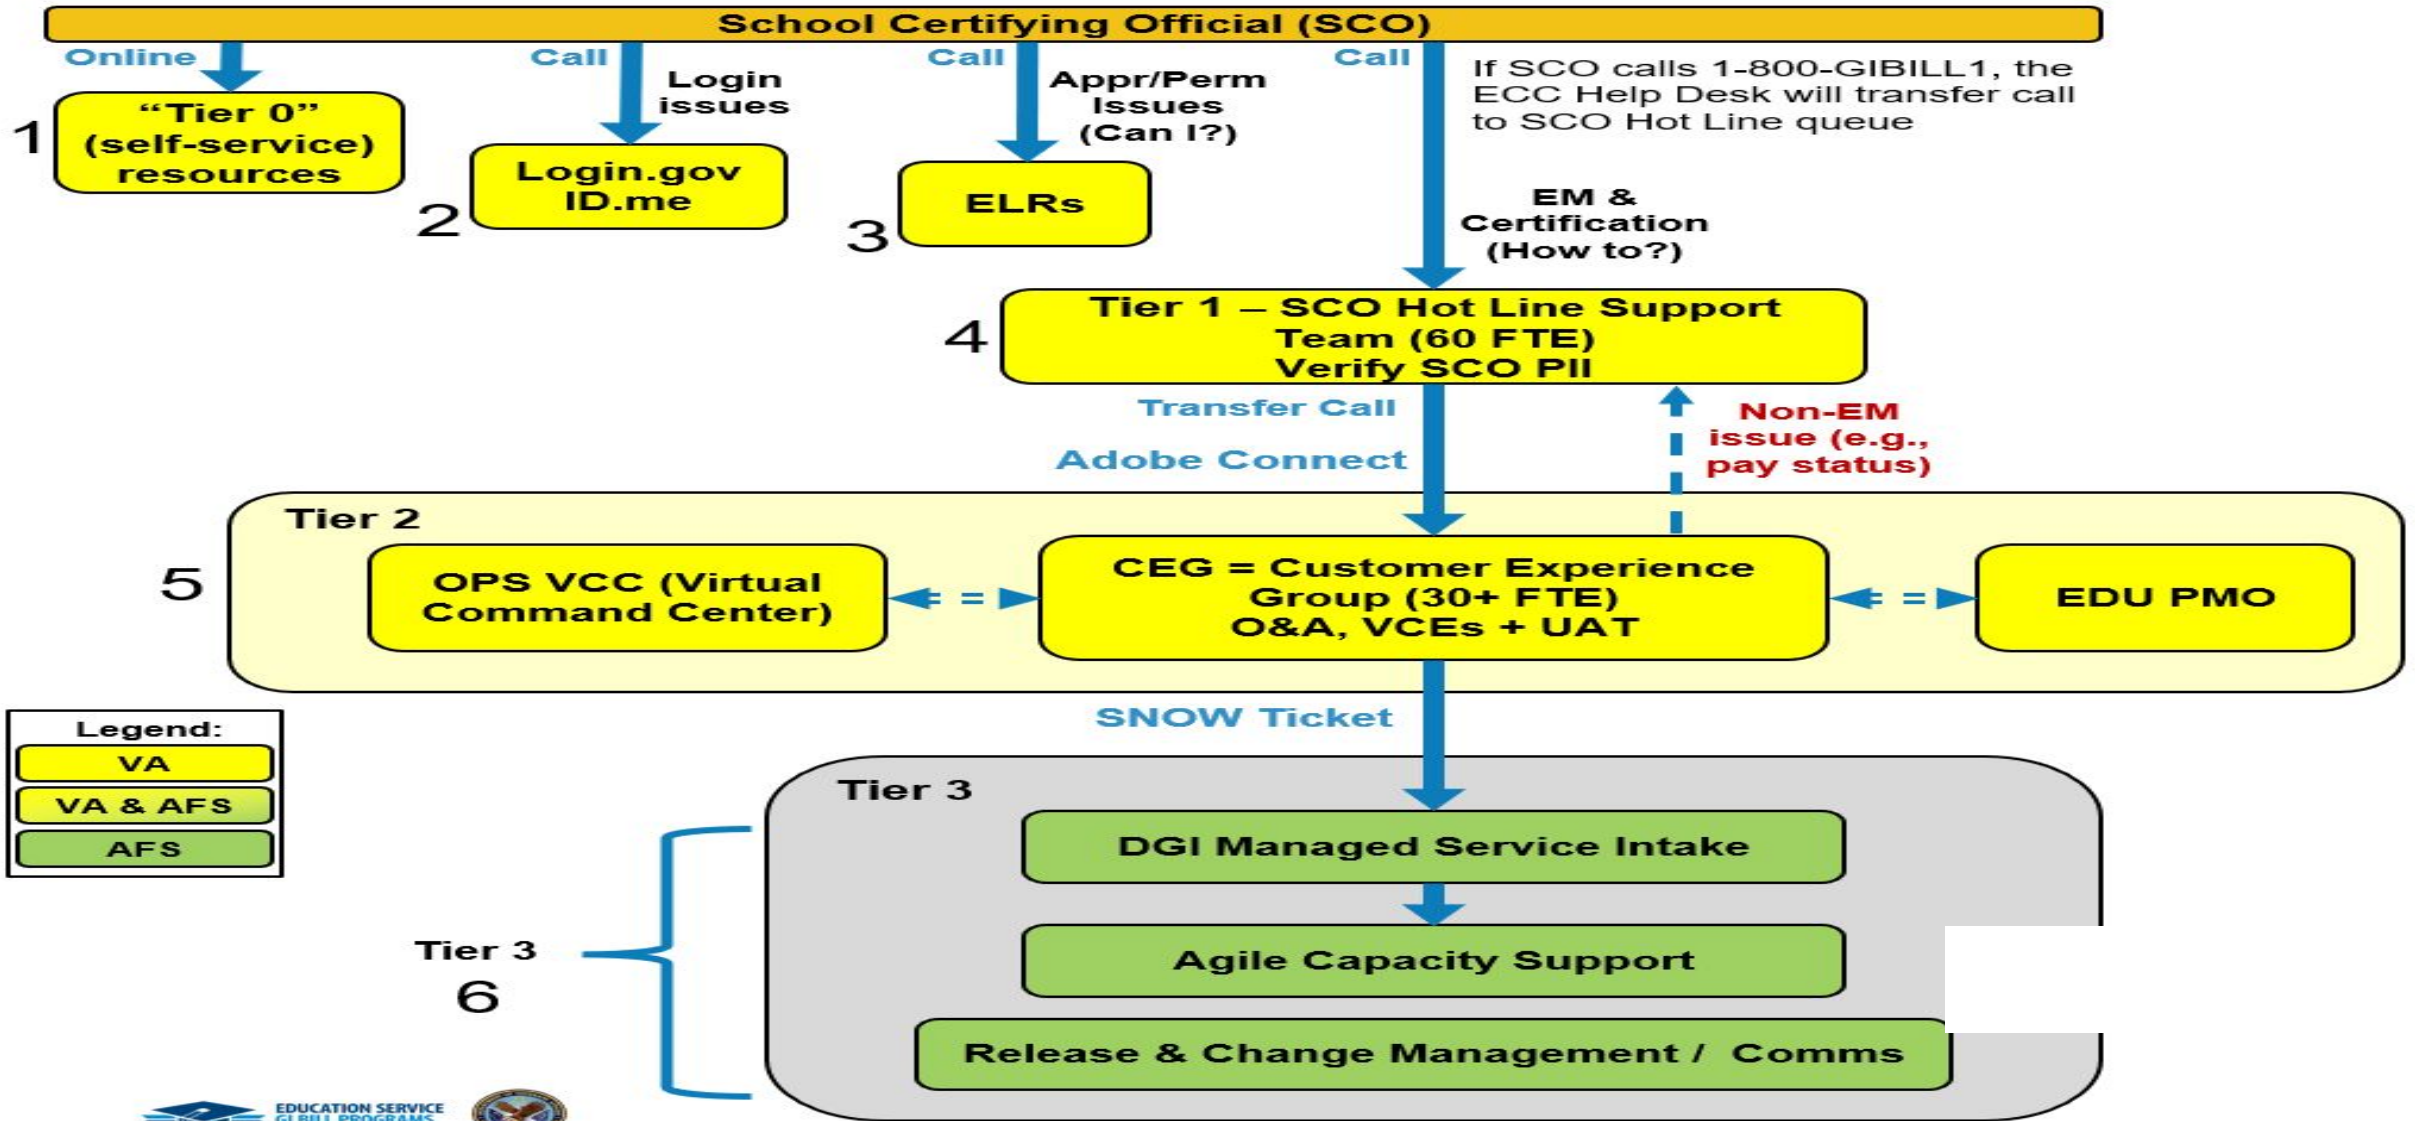 School Certifying Official (SCO)
Online
Call
Login
issues
Call
Appr/Perm
Issues
(Can I?)
Call
If SCO calls 1-800-GIBILL1, the
ECC Help Desk will transfer call
to SCO Hot Line queue
1
“Tier 0”
(self-service)
resources
2
Login.gov
ID.me
3
ELRs
EM &
Certification
(How to?)
4
Tier 1 – SCO Hot Line Support
Team (60 FTE)
Verify SCO PII
Transfer Call
Adobe Connect
Non-EM
issue (e.g.,
pay status)
5
Tier 2
OPS VCC (Virtual
Command Center)
CEG = Customer Experience
Group (30+ FTE)
O&A, VCEs + UAT
EDU PMO
SNOW Ticket
Legend:
VA
VA & AFS
AFS
Tier 3
6
Tier 3
DGI Managed Service Intake
Agile Capacity Support
Release & Change Management /  Comms
EDUCATION SERVICE
GI BILL PROGRAMS